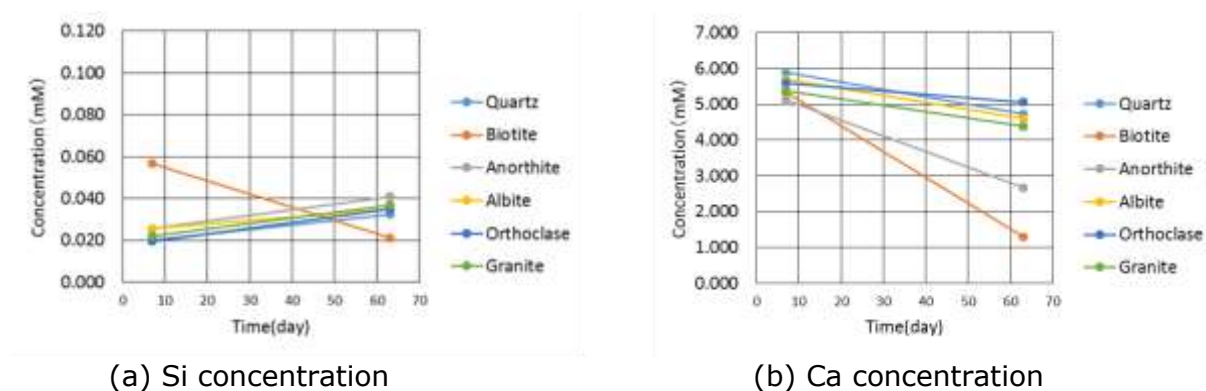 0.120
0.100
0.080
0.060
0.040
0.020
0.000
Concentration(mM)
0 10 20 30 40 50 60 70
Time(day)
Quartz
Biotite
Anorthite
Albite
Orthoclase
Granite
(a) Si concentration
7.000
6.000
5.000
4.000
3.000
2.000
1.000
0.000
Concentration(mM)
0 10 20 30 40 50 60 70
Time(day)
Quartz
Biotite
Anorthite
Albite
Orthoclase
Granite
(b) Ca concentration